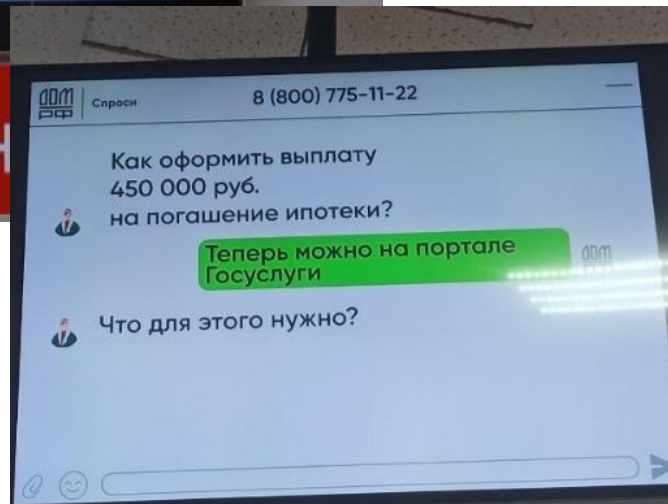 ДОМ
РФ
Спроси
8 (800) 775-11-22
Как оформить выплату
450 000 руб.
на погашение ипотеки?
Теперь можно на портале
Госуслуги
ДОМ
Что для этого нужно?